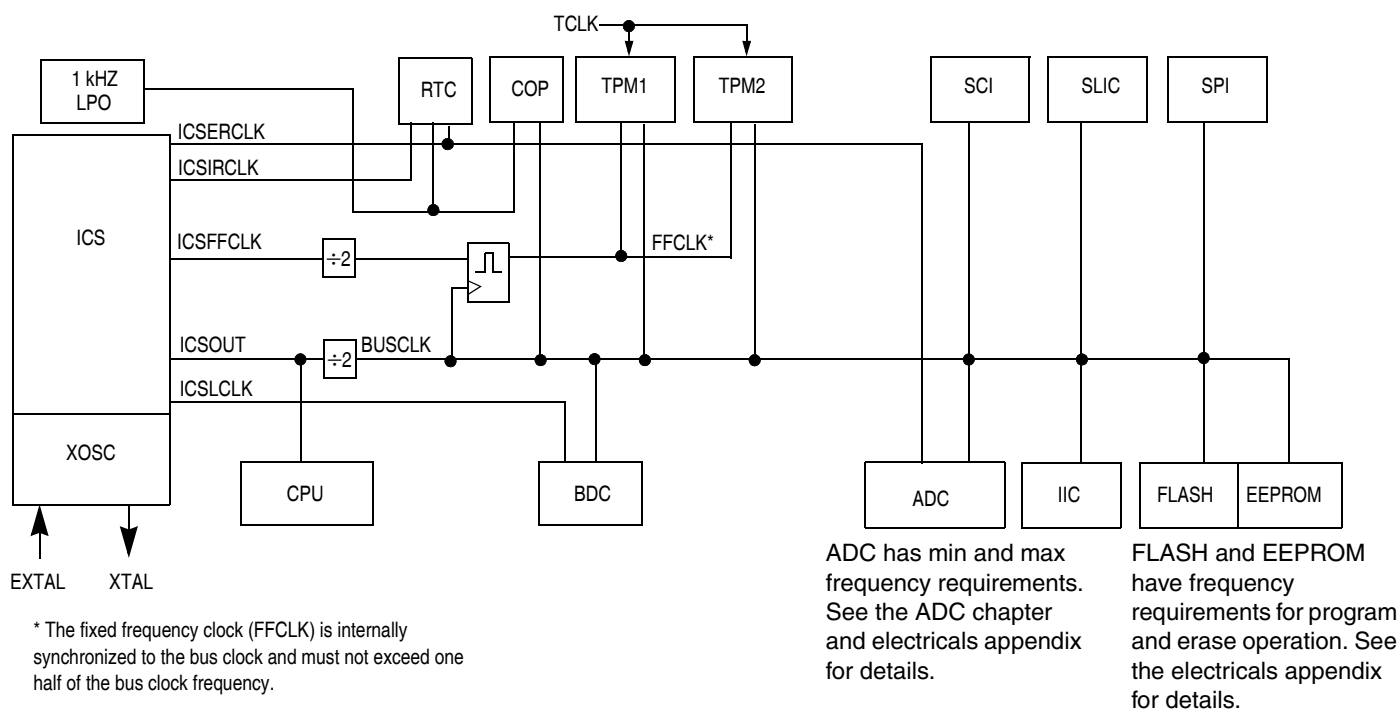 TCLK
1 kHZ
LPO
RTC
COP
TPM1
TPM2
SCI
SLIC
SPI
ICSERCLK
ICSIRCLK
ICS
ICSFFCLK
÷2
FFCLK*
ICSOUT
÷2
BUSCLK
ICSLCLK
XOSC
CPU
BDC
ADC
IIC
FLASH
EEPROM
EXTAL
XTAL
ADC has min and max
frequency requirements.
See the ADC chapter
and electricals appendix
for details.
FLASH and EEPROM
have frequency
requirements for program
and erase operation. See
the electricals appendix
for details.
* The fixed frequency clock (FFCLK) is internally
synchronized to the bus clock and must not exceed one
half of the bus clock frequency.